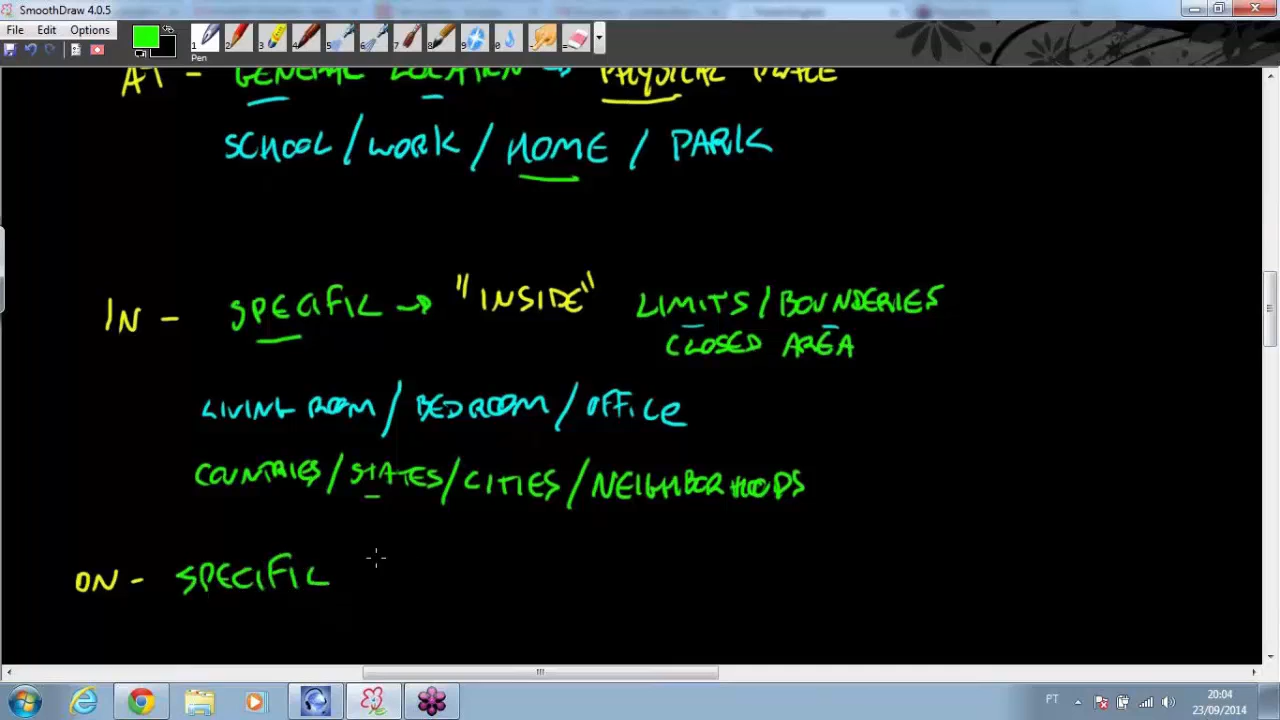 SmoothDraw 4.0.5
File Edit Options
Pen
AT - GENERAL LOCATION → PHYSICAL PLACE
SCHOOL / WORK / HOME / PARK
IN - SPECIFIC → "INSIDE" LIMITS / BOUNDERIES
CLOSED AREA
LIVING ROOM / BEDROOM / OFFICE
COUNTRIES / STATES / CITIES / NEIGHBORHOODS
ON - SPECIFIC
PT 20:04
23/09/2014